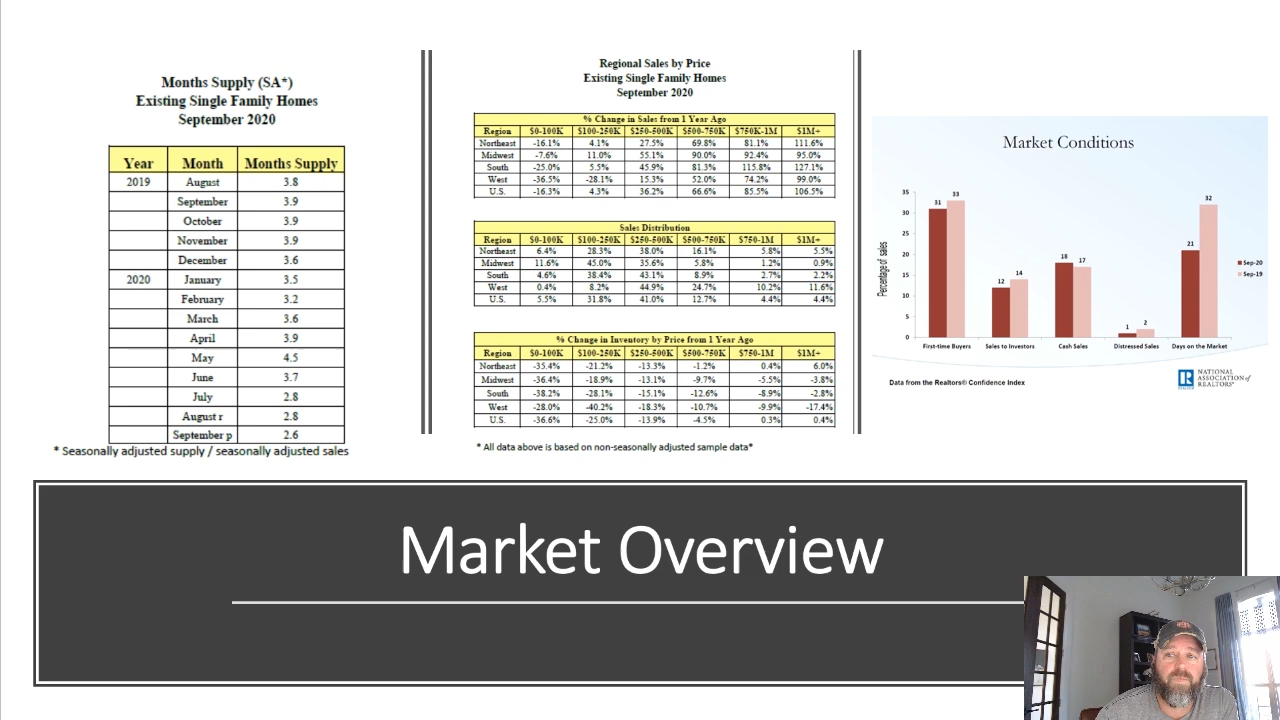 Months Supply (SA*)
Existing Single Family Homes
September 2020
Year Month Months Supply
2019 August 3.8
September 3.9
October 3.9
November 3.9
December 3.6
2020 January 3.5
February 3.2
March 3.6
April 3.9
May 4.5
June 3.7
July 2.8
August r 2.8
September p 2.6
* Seasonally adjusted supply / seasonally adjusted sales
Regional Sales by Price
Existing Single Family Homes
September 2020
% Change in Sales from 1 Year Ago
Region $0-100K $100-250K $250-500K $500-750K $750K-1M $1M+
Northeast -16.1% 4.1% 27.5% 69.8% 81.1% 111.6%
Midwest -7.6% 11.0% 55.1% 90.0% 92.4% 95.0%
South -25.0% 5.5% 45.9% 81.3% 115.8% 127.1%
West -36.5% -28.1% 15.3% 52.0% 74.2% 99.0%
U.S. -16.3% 4.3% 36.2% 66.6% 85.5% 106.5%
Sales Distribution
Region $0-100K $100-250K $250-500K $500-750K $750-1M $1M+
Northeast 6.4% 28.3% 38.0% 16.1% 5.8% 5.5%
Midwest 11.6% 45.0% 35.6% 5.8% 1.2% 0.9%
South 4.6% 38.4% 43.1% 8.9% 2.7% 2.2%
West 0.4% 8.2% 44.9% 24.7% 10.2% 11.6%
U.S. 5.5% 31.8% 41.0% 12.7% 4.4% 4.4%
% Change in Inventory by Price from 1 Year Ago
Region $0-100K $100-250K $250-500K $500-750K $750-1M $1M+
Northeast -35.4% -21.2% -13.3% -1.2% 0.4% 6.0%
Midwest -36.4% -18.9% -13.1% -9.7% -5.5% -3.8%
South -38.2% -28.1% -15.1% -12.6% -8.9% -2.8%
West -28.0% -40.2% -18.3% -10.7% -9.9% -17.4%
U.S. -36.6% -25.0% -13.9% -4.5% 0.3% 0.4%
* All data above is based on non-seasonally adjusted sample data*
Market Conditions
Percentage of sales
35
30
25
20
15
10
5
0
31 33
12 14
18 17
1 2
21 32
First-time Buyers Sales to Investors Cash Sales Distressed Sales Days on the Market
Sep-20
Sep-19
Data from the Realtors® Confidence Index
NATIONAL
ASSOCIATION of
REALTORS®
Market Overview